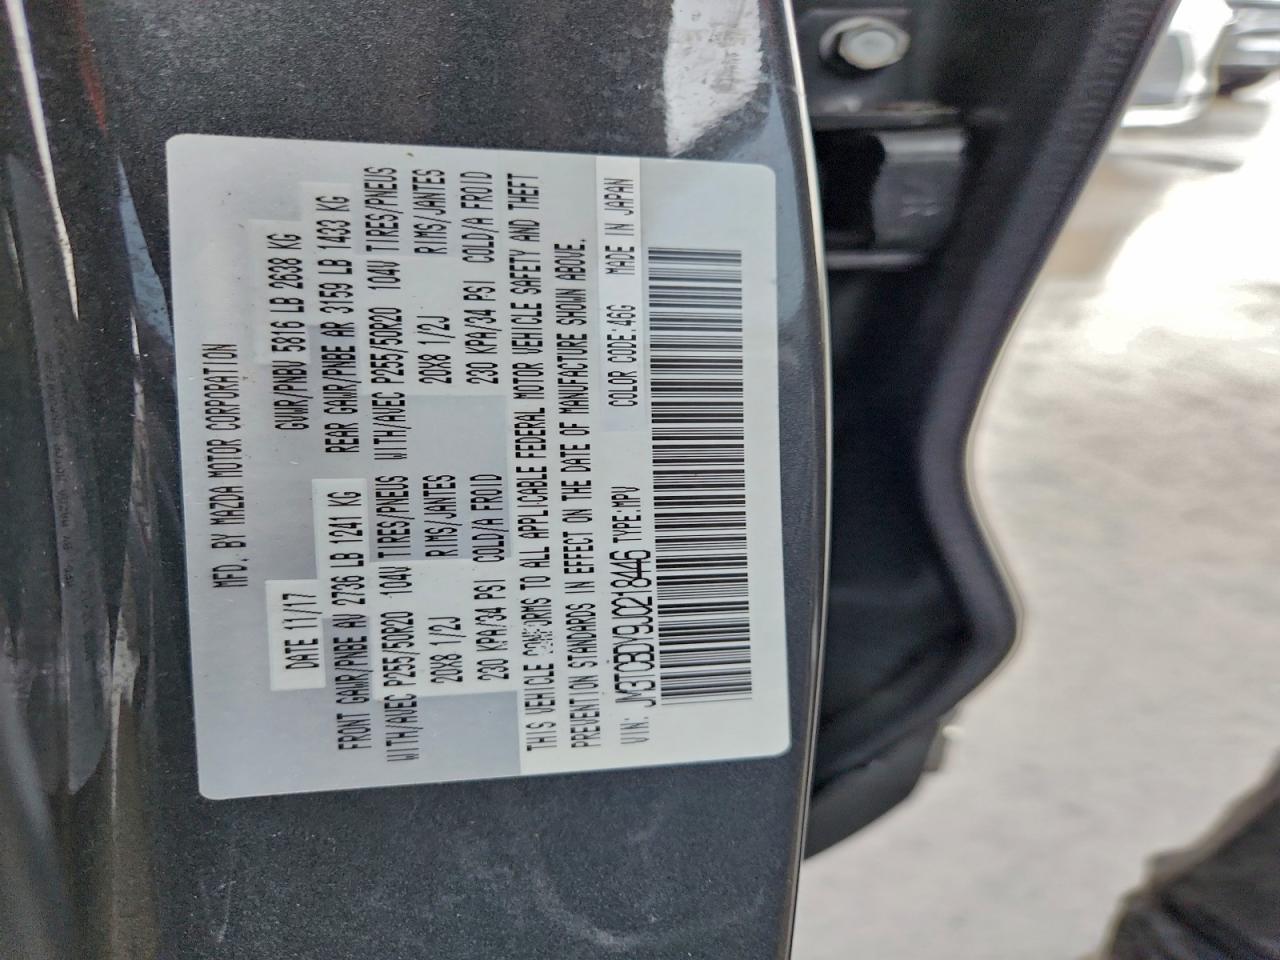 MFD. BY MAZDA MOTOR CORPORATION
DATE 11/17 GWWR/PNBV 5816 LB 2638 KG
FRONT GAWR/PNBE AV 2736 LB 1241 KG REAR GAWR/PNBE AR 3159 LB 1433 KG
WITH/AVEC P255/50R20 104V TIRES/PNEUS WITH/AVEC P255/50R20 104V TIRES/PNEUS
20X8 1/2J RIMS/JANTES 20X8 1/2J RIMS/JANTES
230 KPA/34 PSI COLD/A FROID 230 KPA/34 PSI COLD/A FROID
THIS VEHICLE CONFORMS TO ALL APPLICABLE FEDERAL MOTOR VEHICLE SAFETY AND THEFT
PREVENTION STANDARDS IN EFFECT ON THE DATE OF MANUFACTURE SHOWN ABOVE.
VIN: JM3TCBDY9J0218446 TYPE:MPV COLOR CODE:46G MADE IN JAPAN